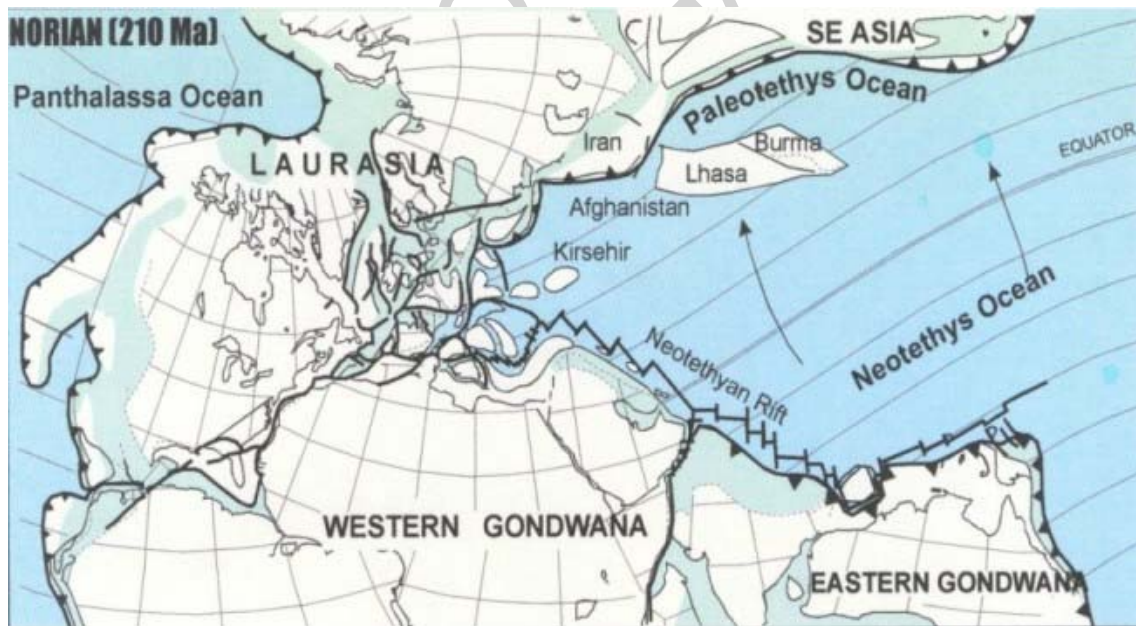 NORIAN (210 Ma)
SE ASIA
Panthalassa Ocean
Paleotethys Ocean
EQUATOR
Iran
Burma
LAURASIA
Lhasa
Afghanistan
Kirsehir
Neotethys Ocean
Neotethyan Rift
WESTERN GONDWANA
EASTERN GONDWANA